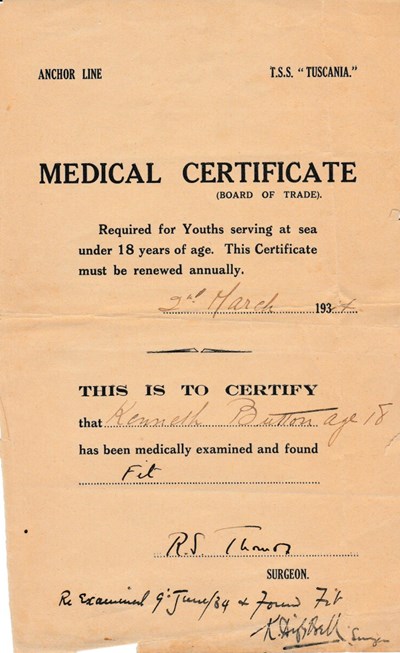 ANCHOR LINE T.S.S. "TUSCANIA."
MEDICAL CERTIFICATE
(BOARD OF TRADE).
Required for Youths serving at sea
under 18 years of age. This Certificate
must be renewed annually.
2nd March 1934
THIS IS TO CERTIFY
that Kenneth Button age 18
has been medically examined and found
Fit
R.S.
SURGEON.
Re Examined 9th June/34 & Found Fit
Surgeon